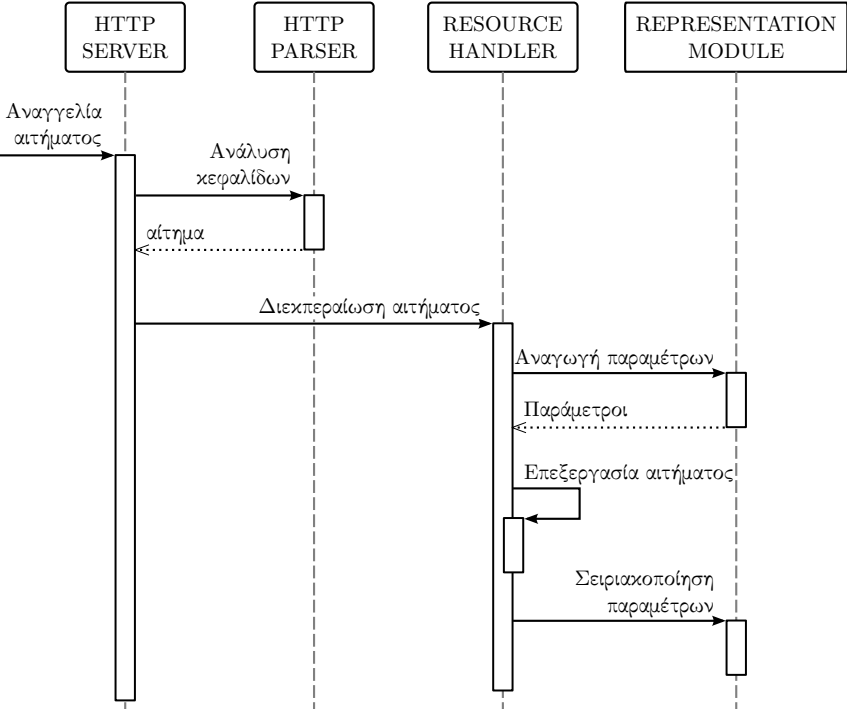 HTTP
SERVER
HTTP
PARSER
RESOURCE
HANDLER
REPRESENTATION
MODULE
Αναγγελία
αιτήματος
Ανάλυση
κεφαλίδων
αίτημα
Διεκπεραίωση αιτήματος
Αναγωγή παραμέτρων
Παράμετροι
Επεξεργασία αιτήματος
Σειριακοποίηση
παραμέτρων